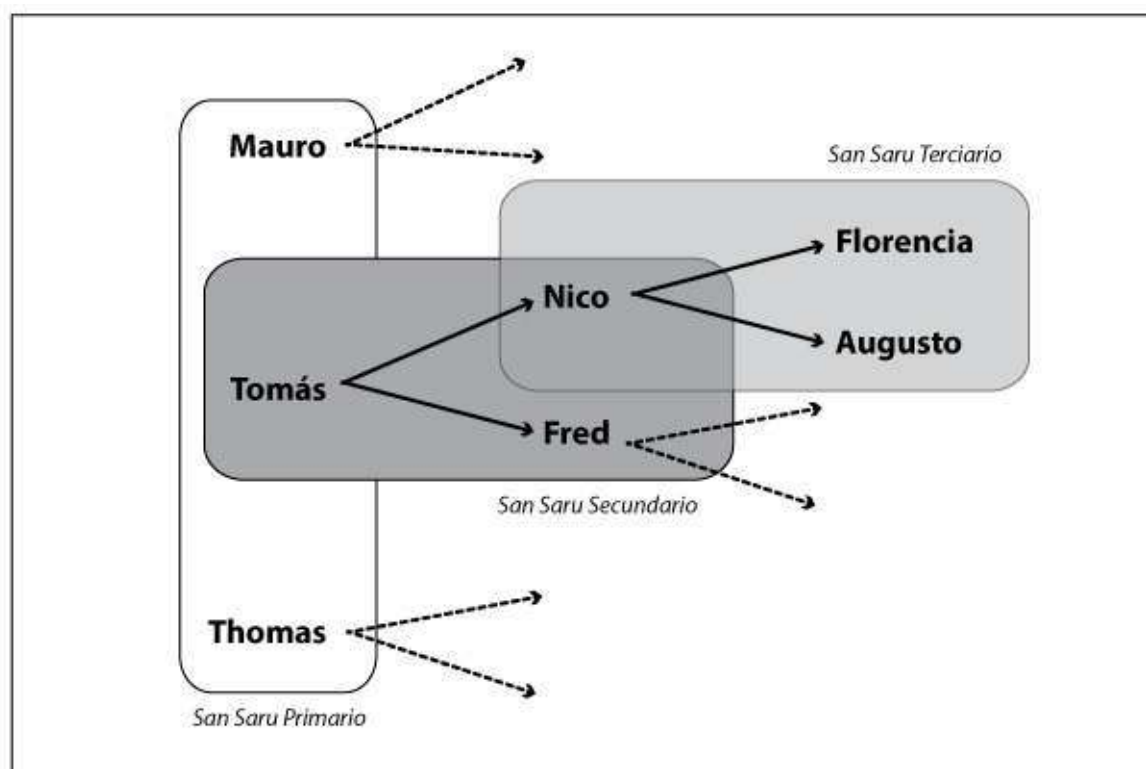 Mauro
San Saru Terciario
Florencia
Nico
Augusto
Tomás
Fred
San Saru Secundario
Thomas
San Saru Primario